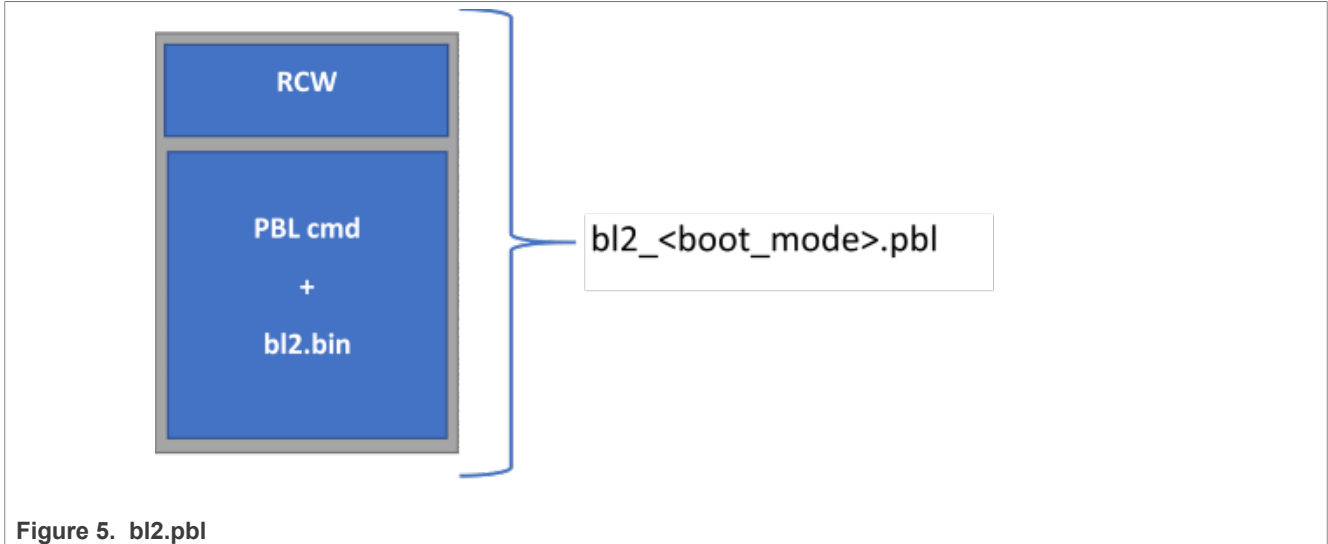 RCW
PBL cmd
+
bl2.bin
bl2_<boot_mode>.pbl
Figure 5. bl2.pbl